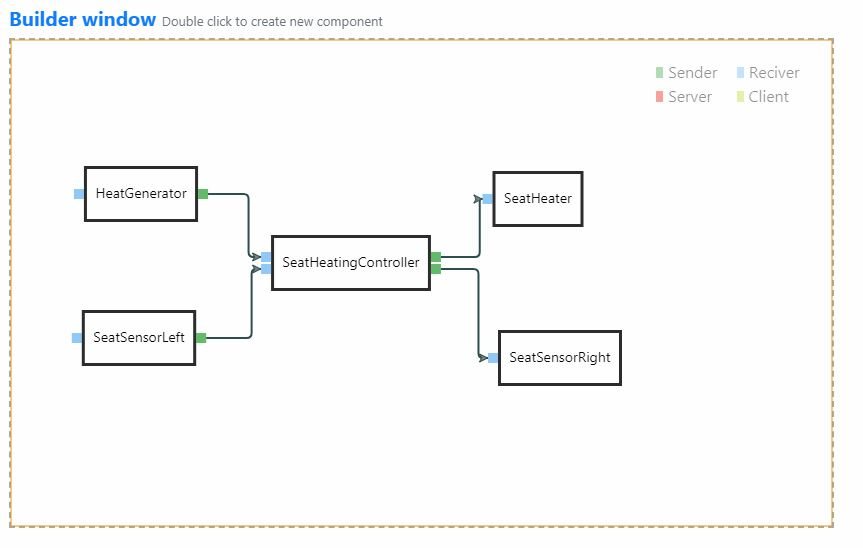 Builder window Double click to create new component
Sender Reciver
Server Client
HeatGenerator
SeatHeater
SeatHeatingController
SeatSensorLeft
SeatSensorRight